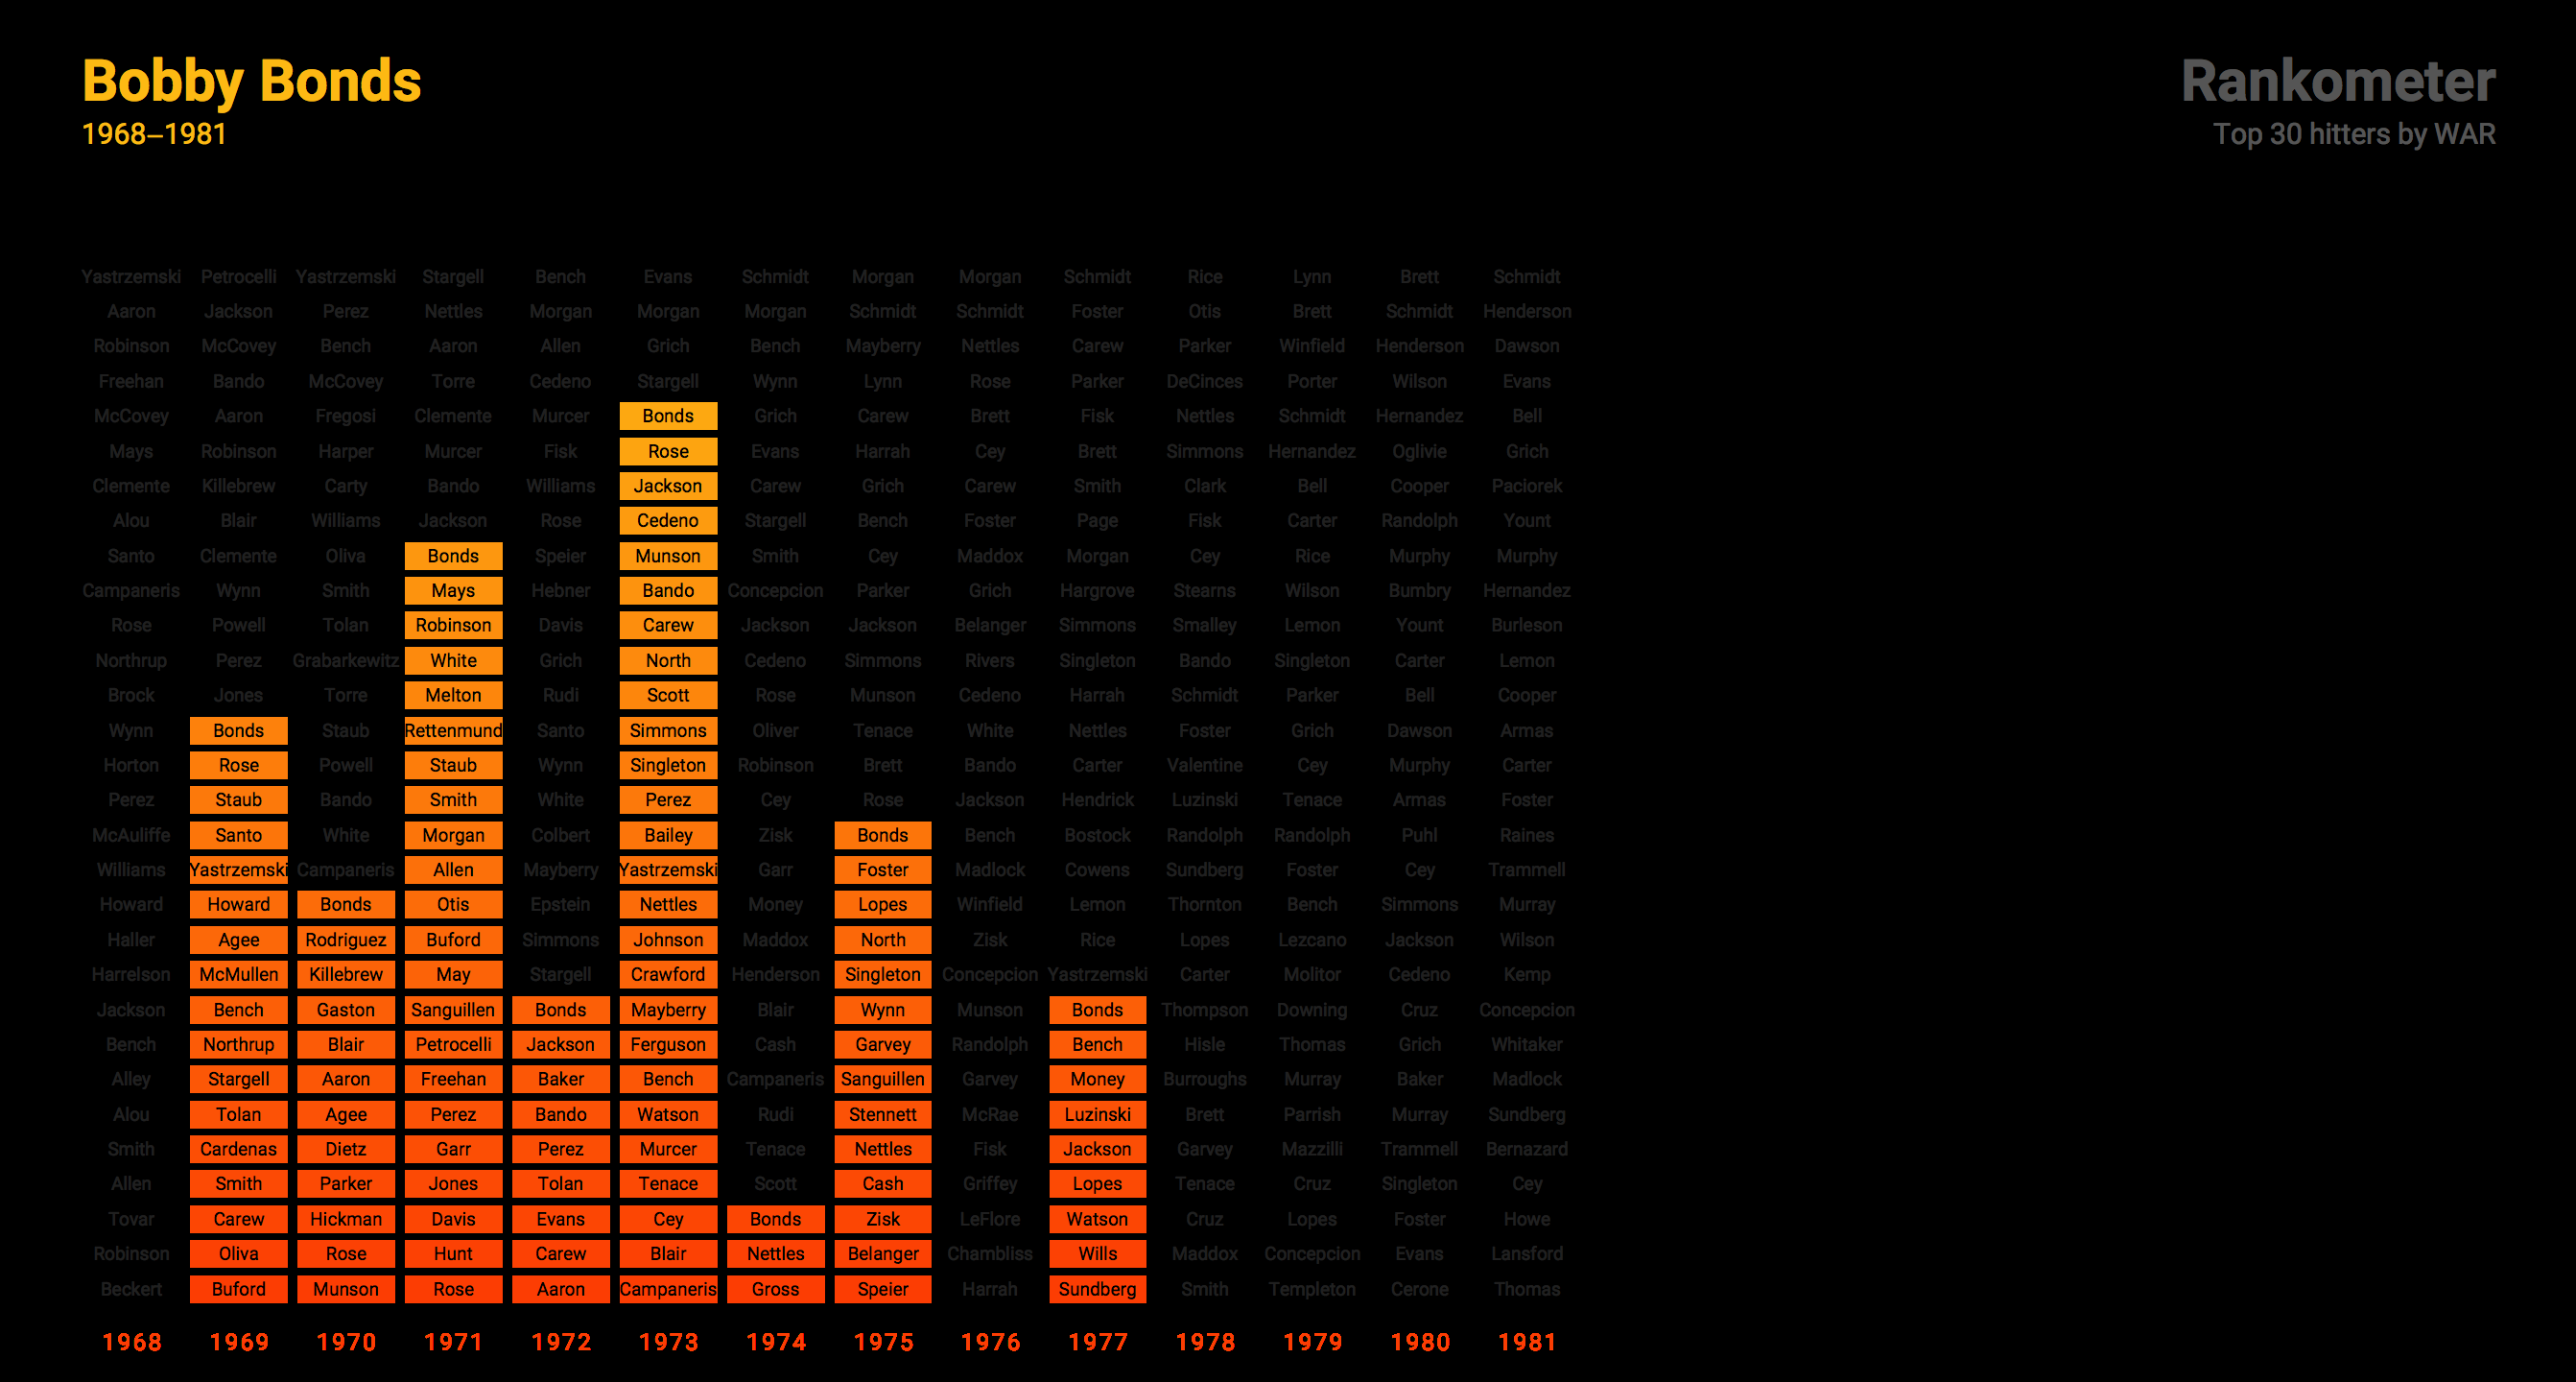 Bobby Bonds
1968–1981
Rankometer
Top 30 hitters by WAR
Yastrzemski Petrocelli Yastrzemski Stargell Bench Evans Schmidt Morgan Morgan Schmidt Rice Lynn Brett Schmidt
Aaron Jackson Perez Nettles Morgan Morgan Morgan Schmidt Schmidt Foster Otis Brett Schmidt Henderson
Robinson McCovey Bench Aaron Allen Grich Bench Mayberry Nettles Carew Parker Winfield Henderson Dawson
Freehan Bando McCovey Torre Cedeno Stargell Wynn Lynn Rose Parker DeCinces Porter Wilson Evans
McCovey Aaron Fregosi Clemente Murcer Bonds Grich Carew Brett Fisk Nettles Schmidt Hernandez Bell
Mays Robinson Harper Murcer Fisk Rose Evans Harrah Cey Brett Simmons Hernandez Oglivie Grich
Clemente Killebrew Carty Bando Williams Jackson Carew Grich Carew Smith Clark Bell Cooper Paciorek
Alou Blair Williams Jackson Rose Cedeno Stargell Bench Foster Page Fisk Carter Randolph Yount
Santo Clemente Oliva Bonds Speier Munson Smith Cey Maddox Morgan Cey Rice Murphy Murphy
Campaneris Wynn Smith Mays Hebner Bando Concepcion Parker Grich Hargrove Stearns Wilson Bumbry Hernandez
Rose Powell Tolan Robinson Davis Carew Jackson Jackson Belanger Simmons Smalley Lemon Yount Burleson
Northrup Perez Grabarkewitz White Grich North Cedeno Simmons Rivers Singleton Bando Singleton Carter Lemon
Brock Jones Torre Melton Rudi Scott Rose Munson Cedeno Harrah Schmidt Parker Bell Cooper
Wynn Bonds Staub Rettenmund Santo Simmons Oliver Tenace White Nettles Foster Grich Dawson Armas
Horton Rose Powell Staub Wynn Singleton Robinson Brett Bando Carter Valentine Cey Murphy Carter
Perez Staub Bando Smith White Perez Cey Rose Jackson Hendrick Luzinski Tenace Armas Foster
McAuliffe Santo White Morgan Colbert Bailey Zisk Bonds Bench Bostock Randolph Randolph Puhl Raines
Williams Yastrzemski Campaneris Allen Mayberry Yastrzemski Garr Foster Madlock Cowens Sundberg Foster Cey Trammell
Howard Howard Bonds Otis Epstein Nettles Money Lopes Winfield Lemon Thornton Bench Simmons Murray
Haller Agee Rodriguez Buford Simmons Johnson Maddox North Zisk Rice Lopes Lezcano Jackson Wilson
Harrelson McMullen Killebrew May Stargell Crawford Henderson Singleton Concepcion Yastrzemski Carter Molitor Cedeno Kemp
Jackson Bench Gaston Sanguillen Bonds Mayberry Blair Wynn Munson Bonds Thompson Downing Cruz Concepcion
Bench Northrup Blair Petrocelli Jackson Ferguson Cash Garvey Randolph Bench Hisle Thomas Grich Whitaker
Alley Stargell Aaron Freehan Baker Bench Campaneris Sanguillen Garvey Money Burroughs Murray Baker Madlock
Alou Tolan Agee Perez Bando Watson Rudi Stennett McRae Luzinski Brett Parrish Murray Sundberg
Smith Cardenas Dietz Garr Perez Murcer Tenace Nettles Fisk Jackson Garvey Mazzilli Trammell Bernazard
Allen Smith Parker Jones Tolan Tenace Scott Cash Griffey Lopes Tenace Cruz Singleton Cey
Tovar Carew Hickman Davis Evans Cey Bonds Zisk LeFlore Watson Cruz Lopes Foster Howe
Robinson Oliva Rose Hunt Carew Blair Nettles Belanger Chambliss Wills Maddox Concepcion Evans Lansford
Beckert Buford Munson Rose Aaron Campaneris Gross Speier Harrah Sundberg Smith Templeton Cerone Thomas
1968 1969 1970 1971 1972 1973 1974 1975 1976 1977 1978 1979 1980 1981